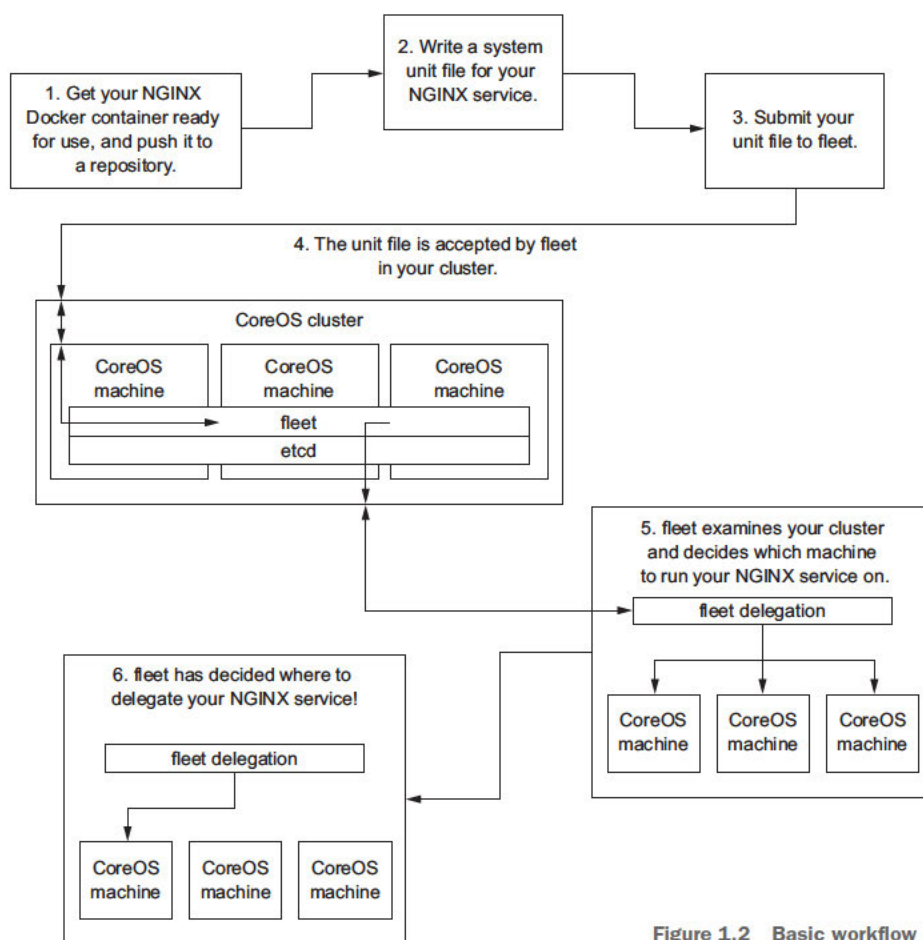 1. Get your NGINX
Docker container ready
for use, and push it to
a repository.
2. Write a system
unit file for your
NGINX service.
3. Submit your
unit file to fleet.
4. The unit file is accepted by fleet
in your cluster.
CoreOS cluster
CoreOS
machine
CoreOS
machine
CoreOS
machine
fleet
etcd
5. fleet examines your cluster
and decides which machine
to run your NGINX service on.
fleet delegation
CoreOS
machine
CoreOS
machine
CoreOS
machine
6. fleet has decided where to
delegate your NGINX service!
fleet delegation
CoreOS
machine
CoreOS
machine
CoreOS
machine
Figure 1.2 Basic workflow